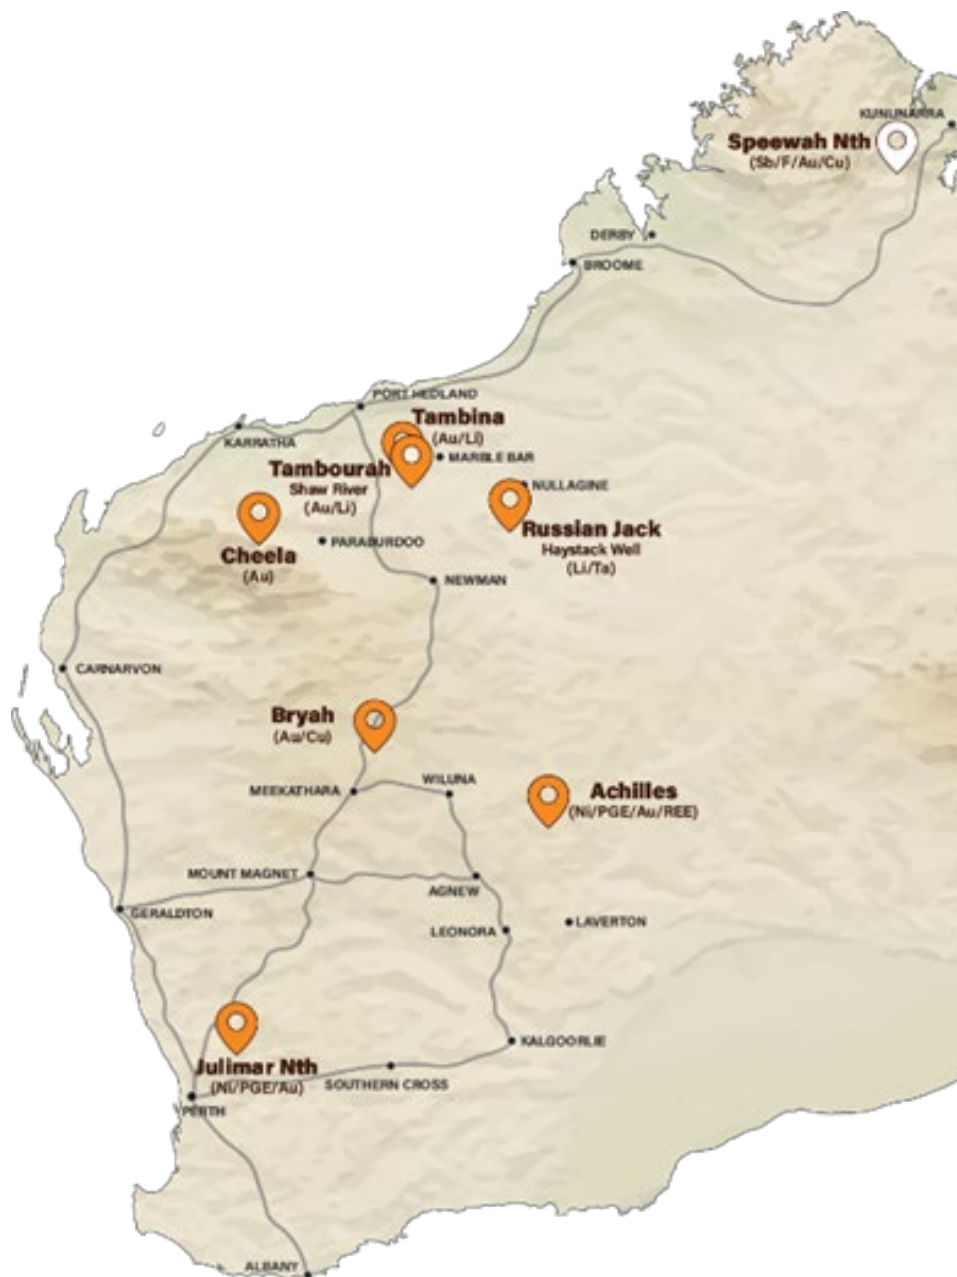 KUNUNARRA
Speewah Nth
(Sb/F/Au/Cu)
DERBY
BROOME
PORT HEDLAND
Tambina
(Au/Li)
KARRATHA
MARBLE BAR
Tambourah
Shaw River
(Au/Li)
NULLAGINE
Russian Jack
Haystack Well
(Li/Ta)
PARABURDOO
Cheela
(Au)
NEWMAN
CARNARVON
Bryah
(Au/Cu)
WILUNA
MEEKATHARA
Achilles
(Ni/PGE/Au/REE)
MOUNT MAGNET
AGNEW
GERALDTON
LAVERTON
LEONORA
KALGOORLIE
Julimar Nth
(Ni/PGE/Au)
SOUTHERN CROSS
PERTH
ALBANY